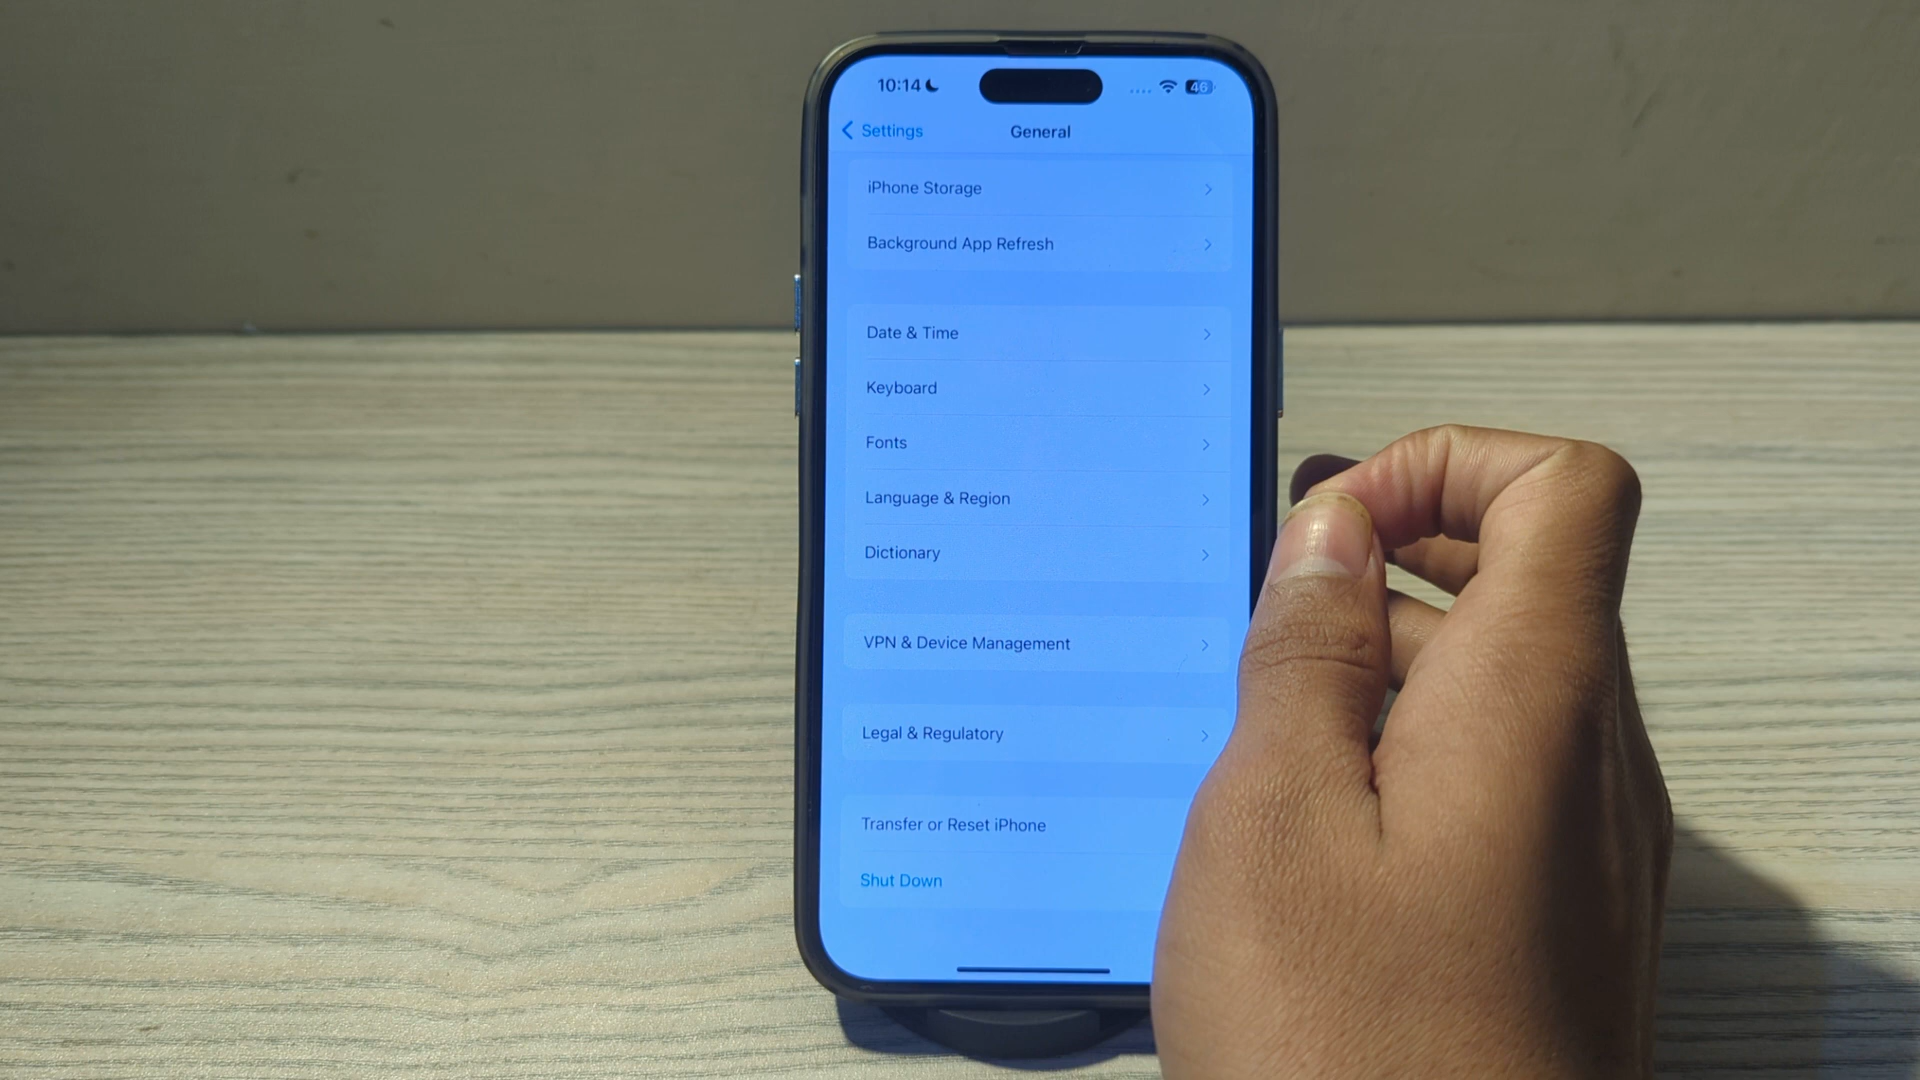 10:14
46
Settings
General
iPhone Storage
Background App Refresh
Date & Time
Keyboard
Fonts
Language & Region
Dictionary
VPN & Device Management
Legal & Regulatory
Transfer or Reset iPhone
Shut Down